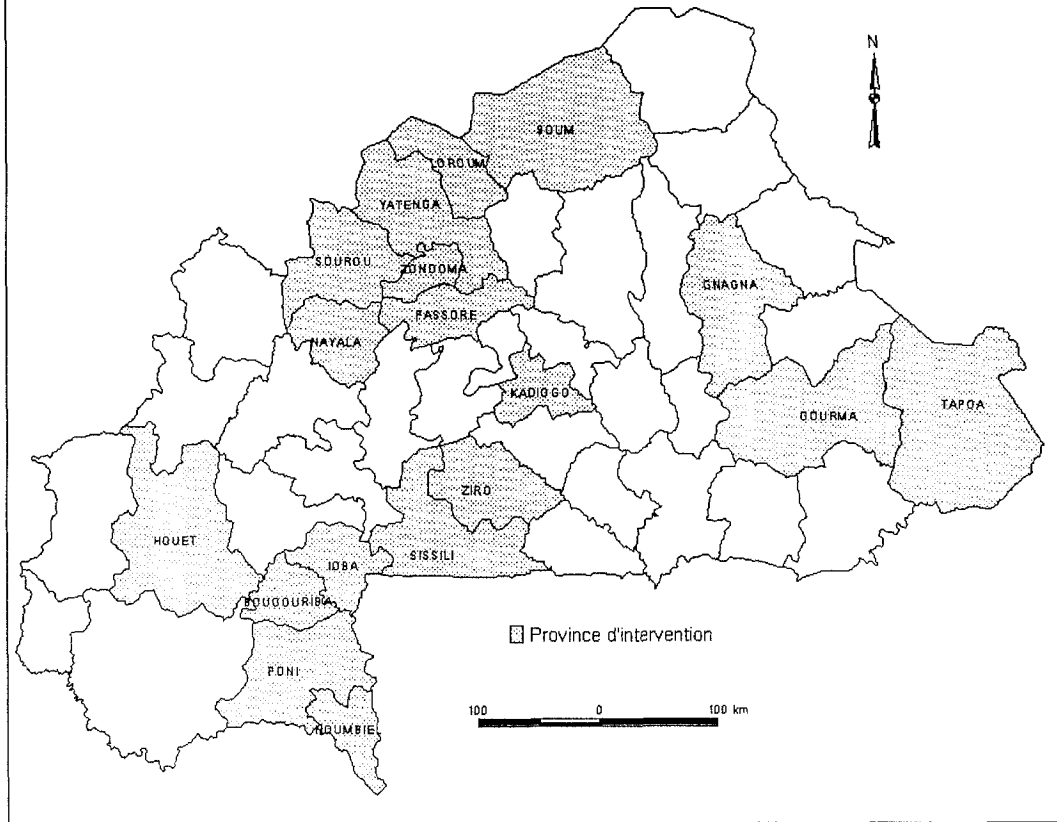 N
SOUM
LOROUM
YATENGA
SOUROU
ZONDOMA
GNAGNA
PASSORE
NAYALA
KADIOGO
TAPOA
GOURMA
ZIRO
HOUET
SISSILI
IOBA
BOUGOURIBA
Province d'intervention
PONI
100 0 100 km
NOUMBIE